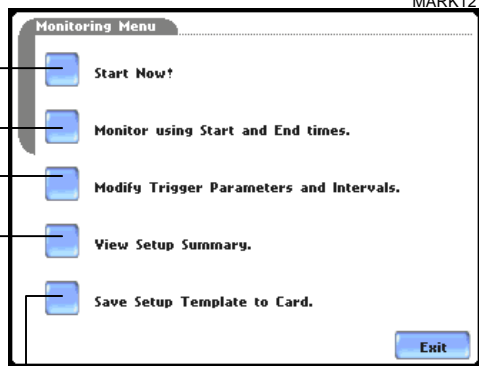 MARK12
Monitoring Menu
Start Now!
Monitor using Start and End times.
Modify Trigger Parameters and Intervals.
View Setup Summary.
Save Setup Template to Card.
Exit